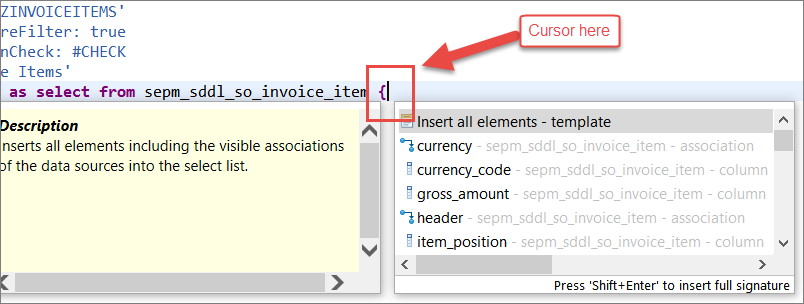 ZINVOICEITEMS'
reFilter: true
nCheck: #CHECK
e Items'
as select from sepm_sddl_so_invoice_item {
Cursor here
Description
Inserts all elements including the visible associations
of the data sources into the select list.
Insert all elements - template
currency - sepm_sddl_so_invoice_item - association
currency_code - sepm_sddl_so_invoice_item - column
gross_amount - sepm_sddl_so_invoice_item - column
header - sepm_sddl_so_invoice_item - association
item_position - sepm_sddl_so_invoice_item - column
Press 'Shift+Enter' to insert full signature